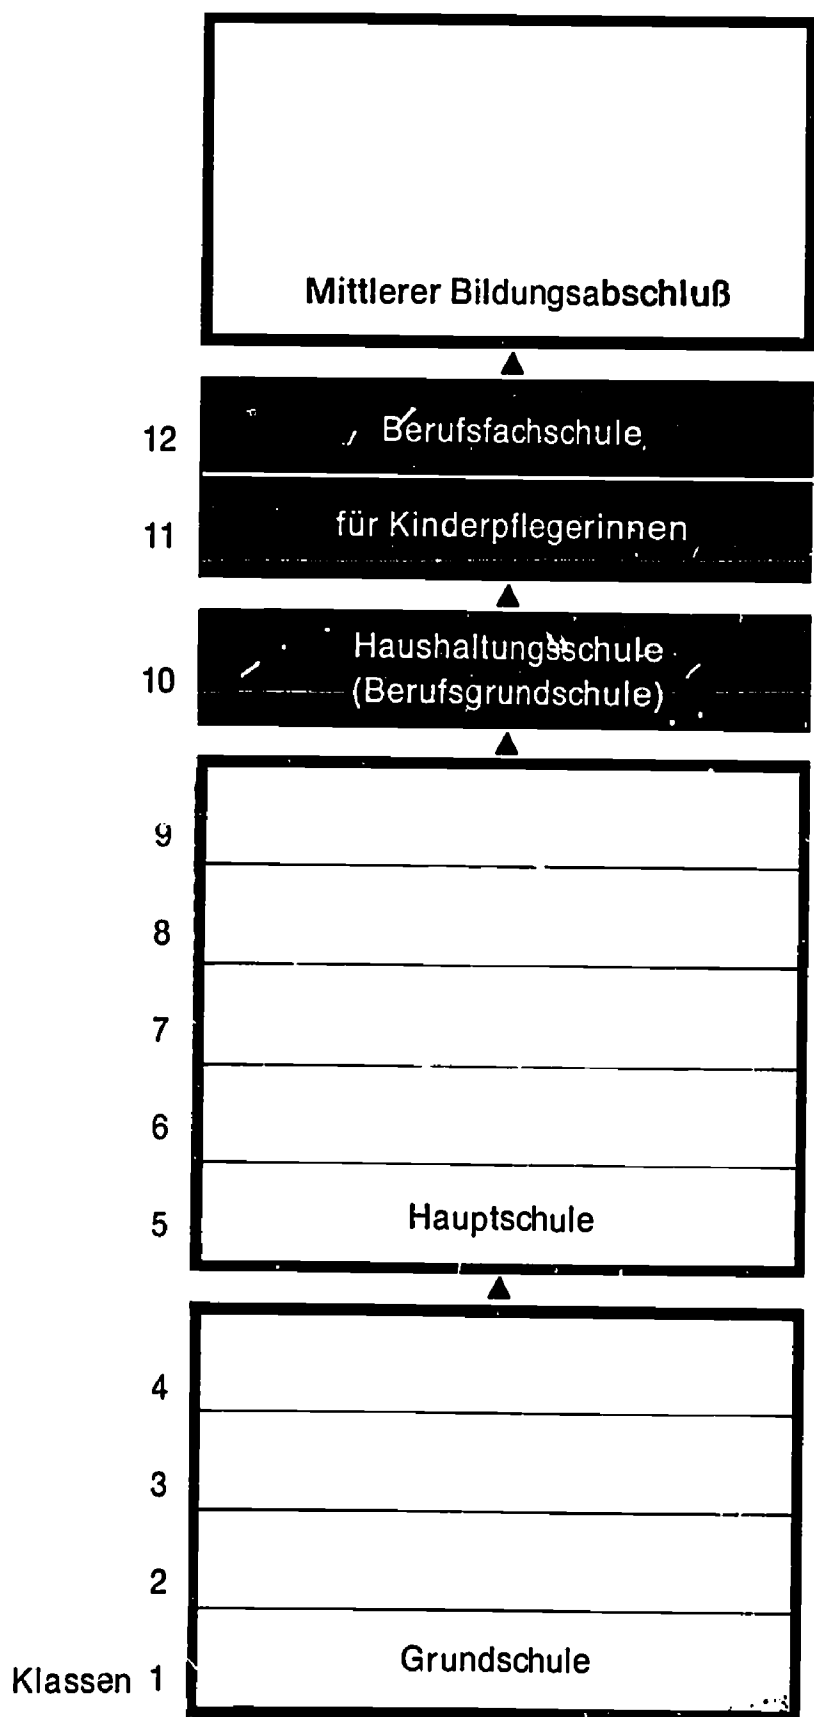 Mittlerer Bildungsabschluß
12 Berufsfachschule
11 für Kinderpflegerinnen
Haushaltungsschule
10 (Berufsgrundschule)
9
8
7
6
5 Hauptschule
4
3
2
Klassen 1 Grundschule